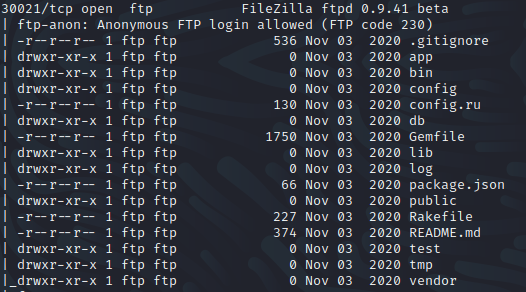 30021/tcp open  ftp           FileZilla ftpd 0.9.41 beta
| ftp-anon: Anonymous FTP login allowed (FTP code 230)
| -r--r--r-- 1 ftp ftp            536 Nov 03  2020 .gitignore
| drwxr-xr-x 1 ftp ftp              0 Nov 03  2020 app
| drwxr-xr-x 1 ftp ftp              0 Nov 03  2020 bin
| drwxr-xr-x 1 ftp ftp              0 Nov 03  2020 config
| -r--r--r-- 1 ftp ftp            130 Nov 03  2020 config.ru
| drwxr-xr-x 1 ftp ftp              0 Nov 03  2020 db
| -r--r--r-- 1 ftp ftp           1750 Nov 03  2020 Gemfile
| drwxr-xr-x 1 ftp ftp              0 Nov 03  2020 lib
| drwxr-xr-x 1 ftp ftp              0 Nov 03  2020 log
| -r--r--r-- 1 ftp ftp             66 Nov 03  2020 package.json
| drwxr-xr-x 1 ftp ftp              0 Nov 03  2020 public
| -r--r--r-- 1 ftp ftp            227 Nov 03  2020 Rakefile
| -r--r--r-- 1 ftp ftp            374 Nov 03  2020 README.md
| drwxr-xr-x 1 ftp ftp              0 Nov 03  2020 test
| drwxr-xr-x 1 ftp ftp              0 Nov 03  2020 tmp
|_drwxr-xr-x 1 ftp ftp              0 Nov 03  2020 vendor